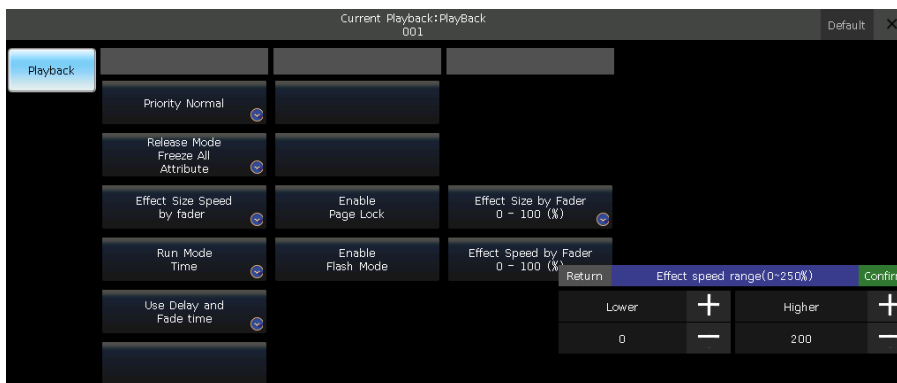 Current Playback:PlayBack
001
Default
Playback
Priority Normal
Release Mode
Freeze All
Attribute
Effect Size Speed
by fader
Enable
Page Lock
Effect Size by Fader
0 - 100 (%)
Run Mode
Time
Enable
Flash Mode
Effect Speed by Fader
0 - 100 (%)
Return
Effect speed range(0~250%)
Confirm
Use Delay and
Fade time
Lower
Higher
0
200